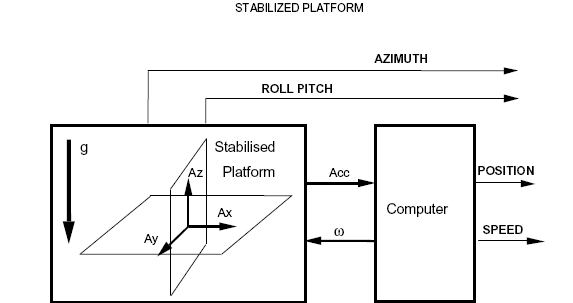 STABILIZED PLATFORM
AZIMUTH
ROLL PITCH
g
Stabilised
Platform
Az
Ax
Ay
Acc
ω
Computer
POSITION
SPEED